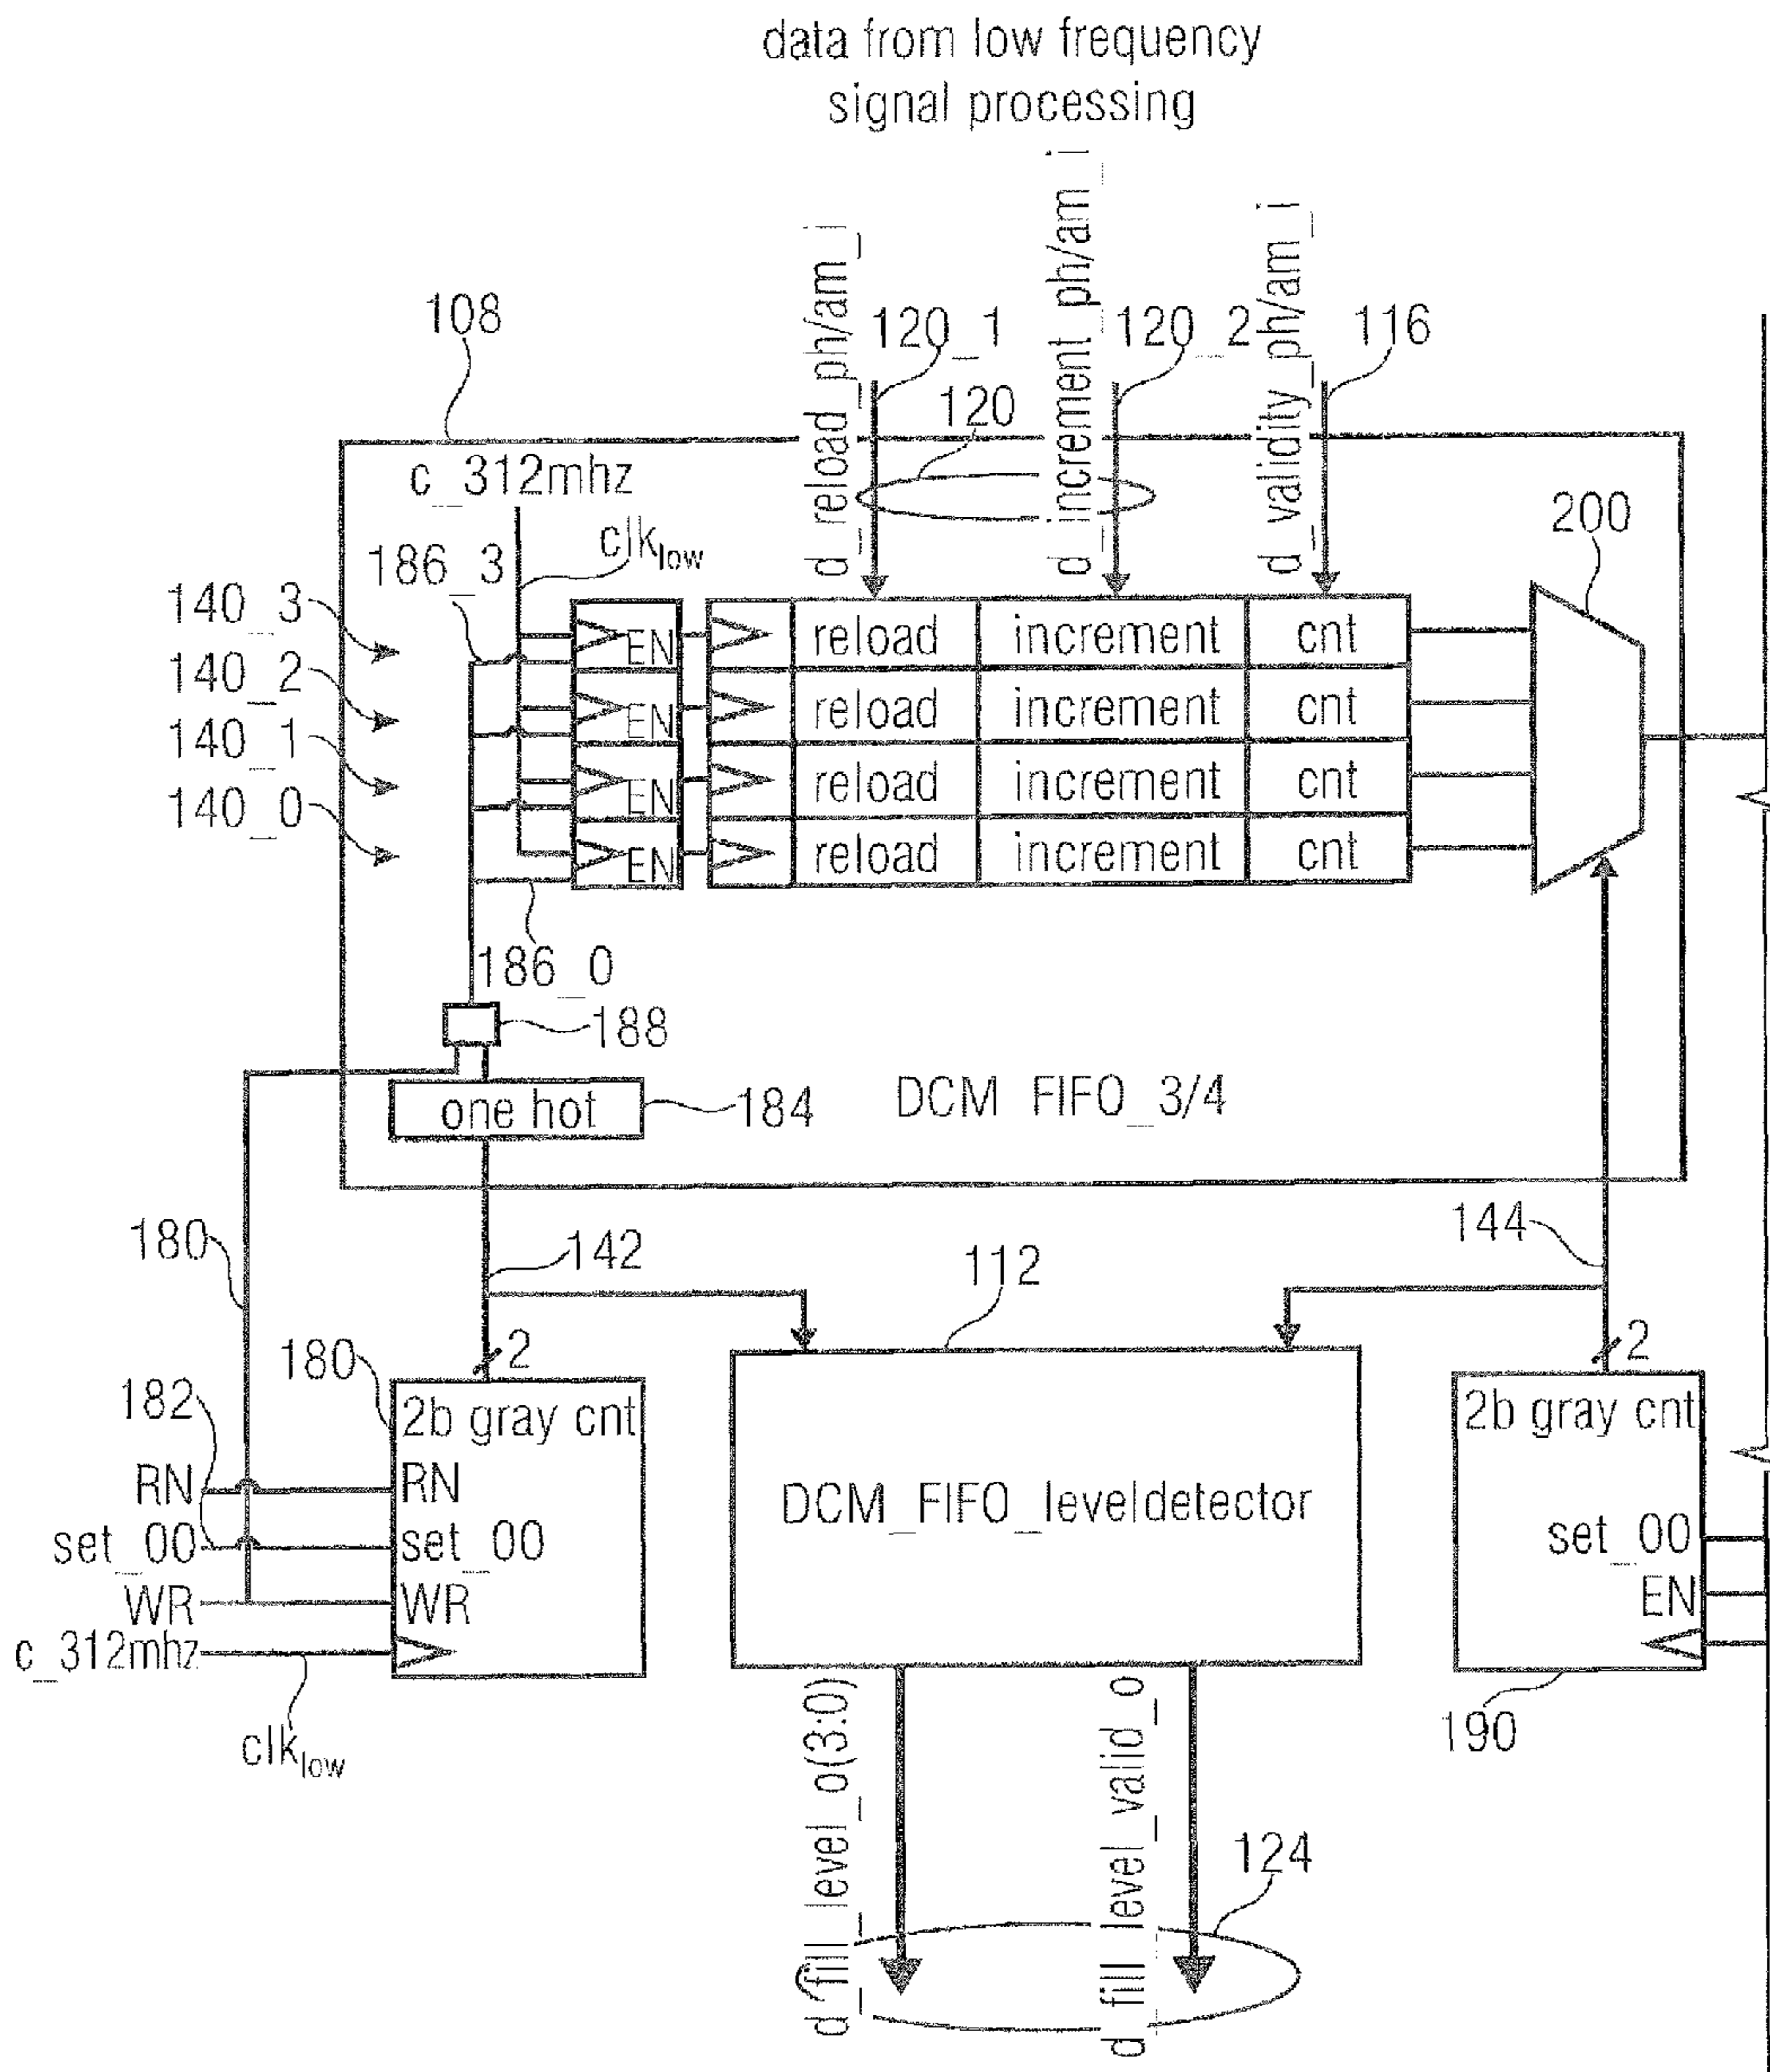 data from low frequency
signal processing
d_reload_ph/am_i
d_increment_ph/am_i
d_validity_ph/am_i
108
120_1
120_2
116
120
c_312mhz
clklow
200
186_3
140_3
140_2
140_1
140_0
EN reload increment cnt
EN reload increment cnt
EN reload increment cnt
EN reload increment cnt
186_0
188
one hot
184
DCM FIFO_3/4
180
142
112
144
180
2
2
182
2b gray cnt
2b gray cnt
RN
RN
DCM_FIFO_leveldetector
set_00
set_00
set_00
WR
WR
EN
c_312mhz
clklow
190
d_fill_level_o(3:0)
d_fill_level_valid_o
124